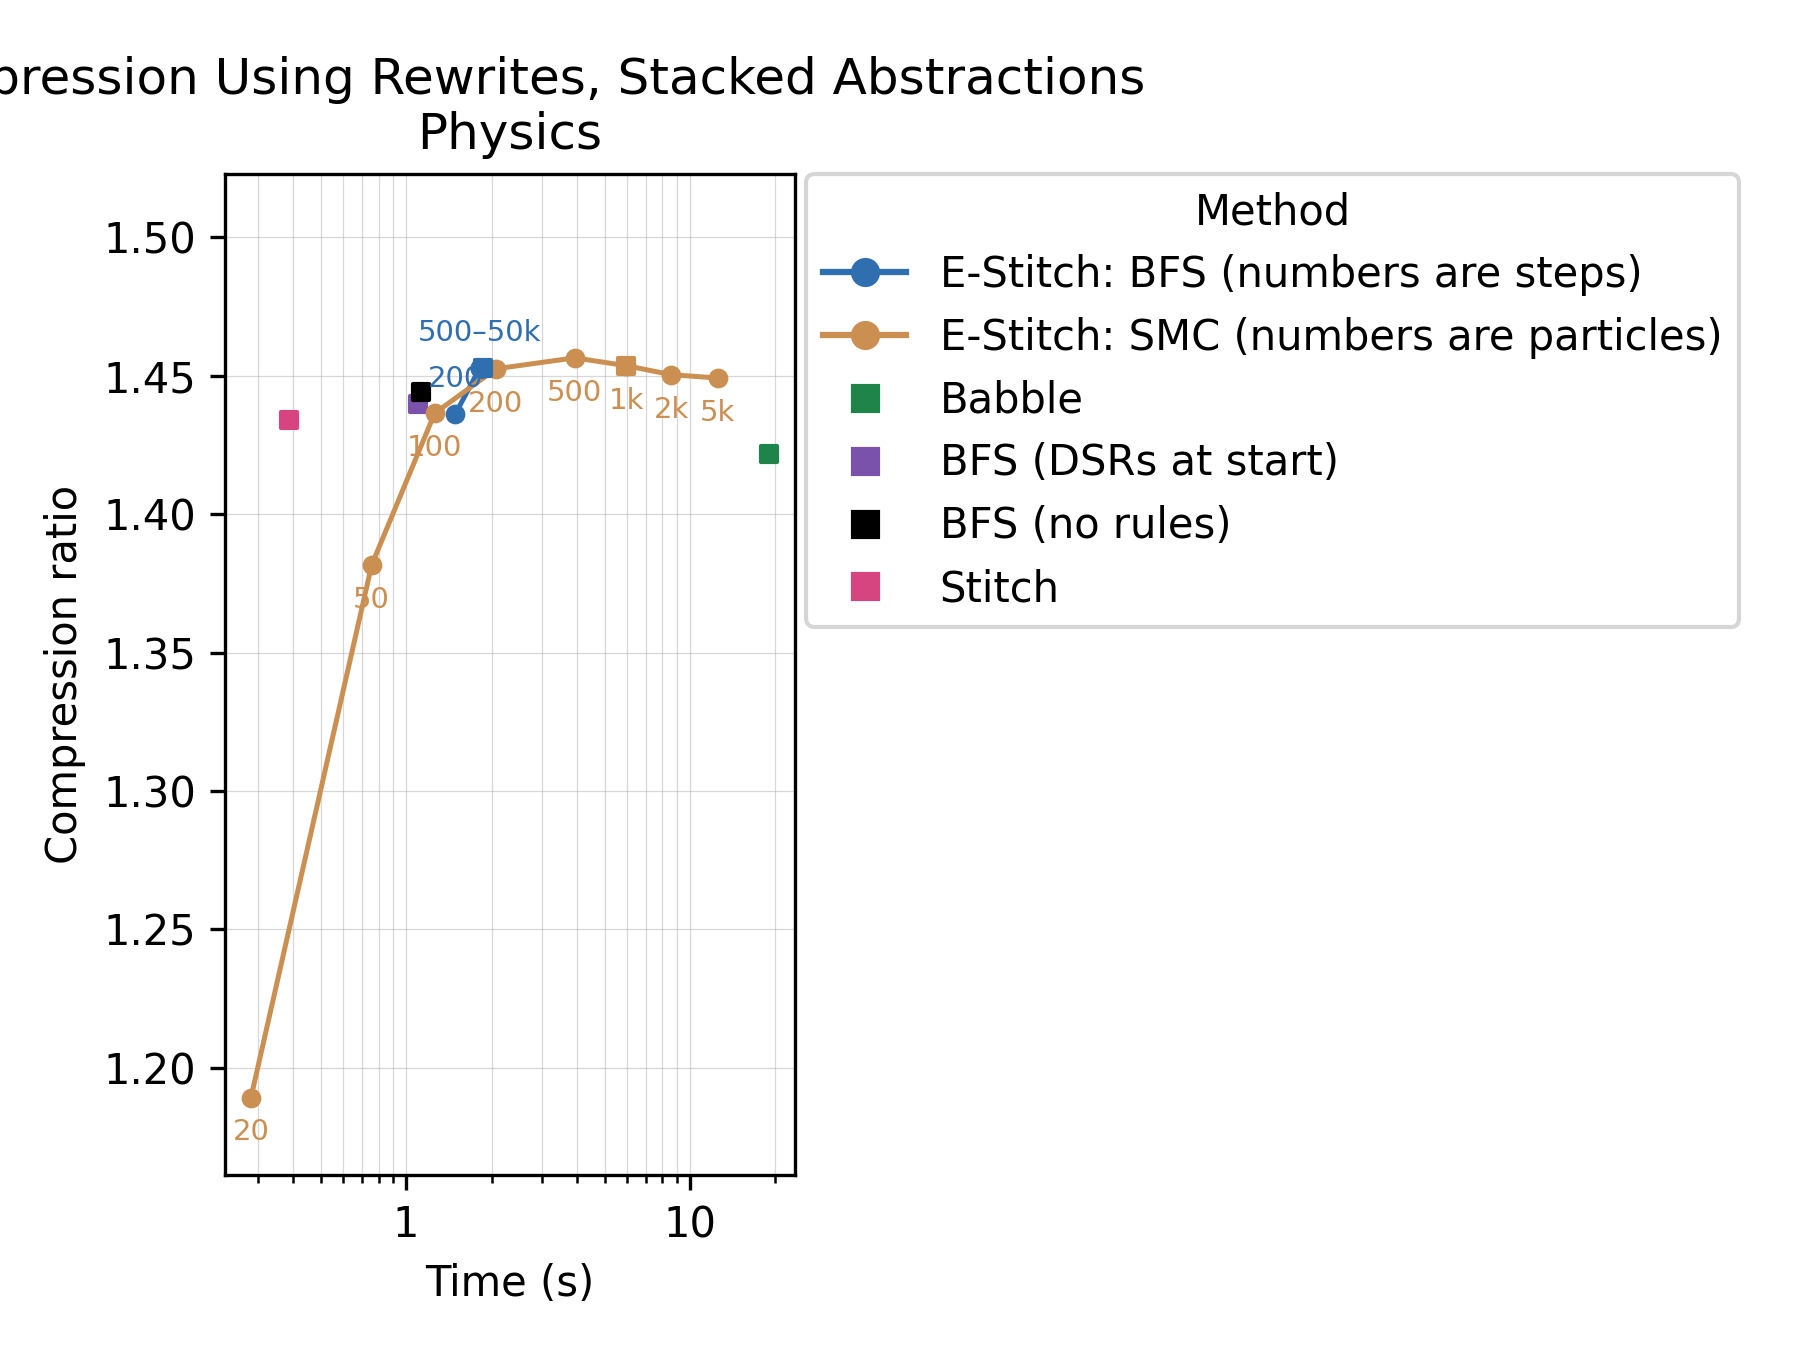 pression Using Rewrites, Stacked Abstractions
Physics
Method
E-Stitch: BFS (numbers are steps)
E-Stitch: SMC (numbers are particles)
Babble
BFS (DSRs at start)
BFS (no rules)
Stitch
1.50
1.45
1.40
1.35
1.30
1.25
1.20
Compression ratio
500–50k
200
200
500
1k
2k
5k
100
50
20
1
10
Time (s)